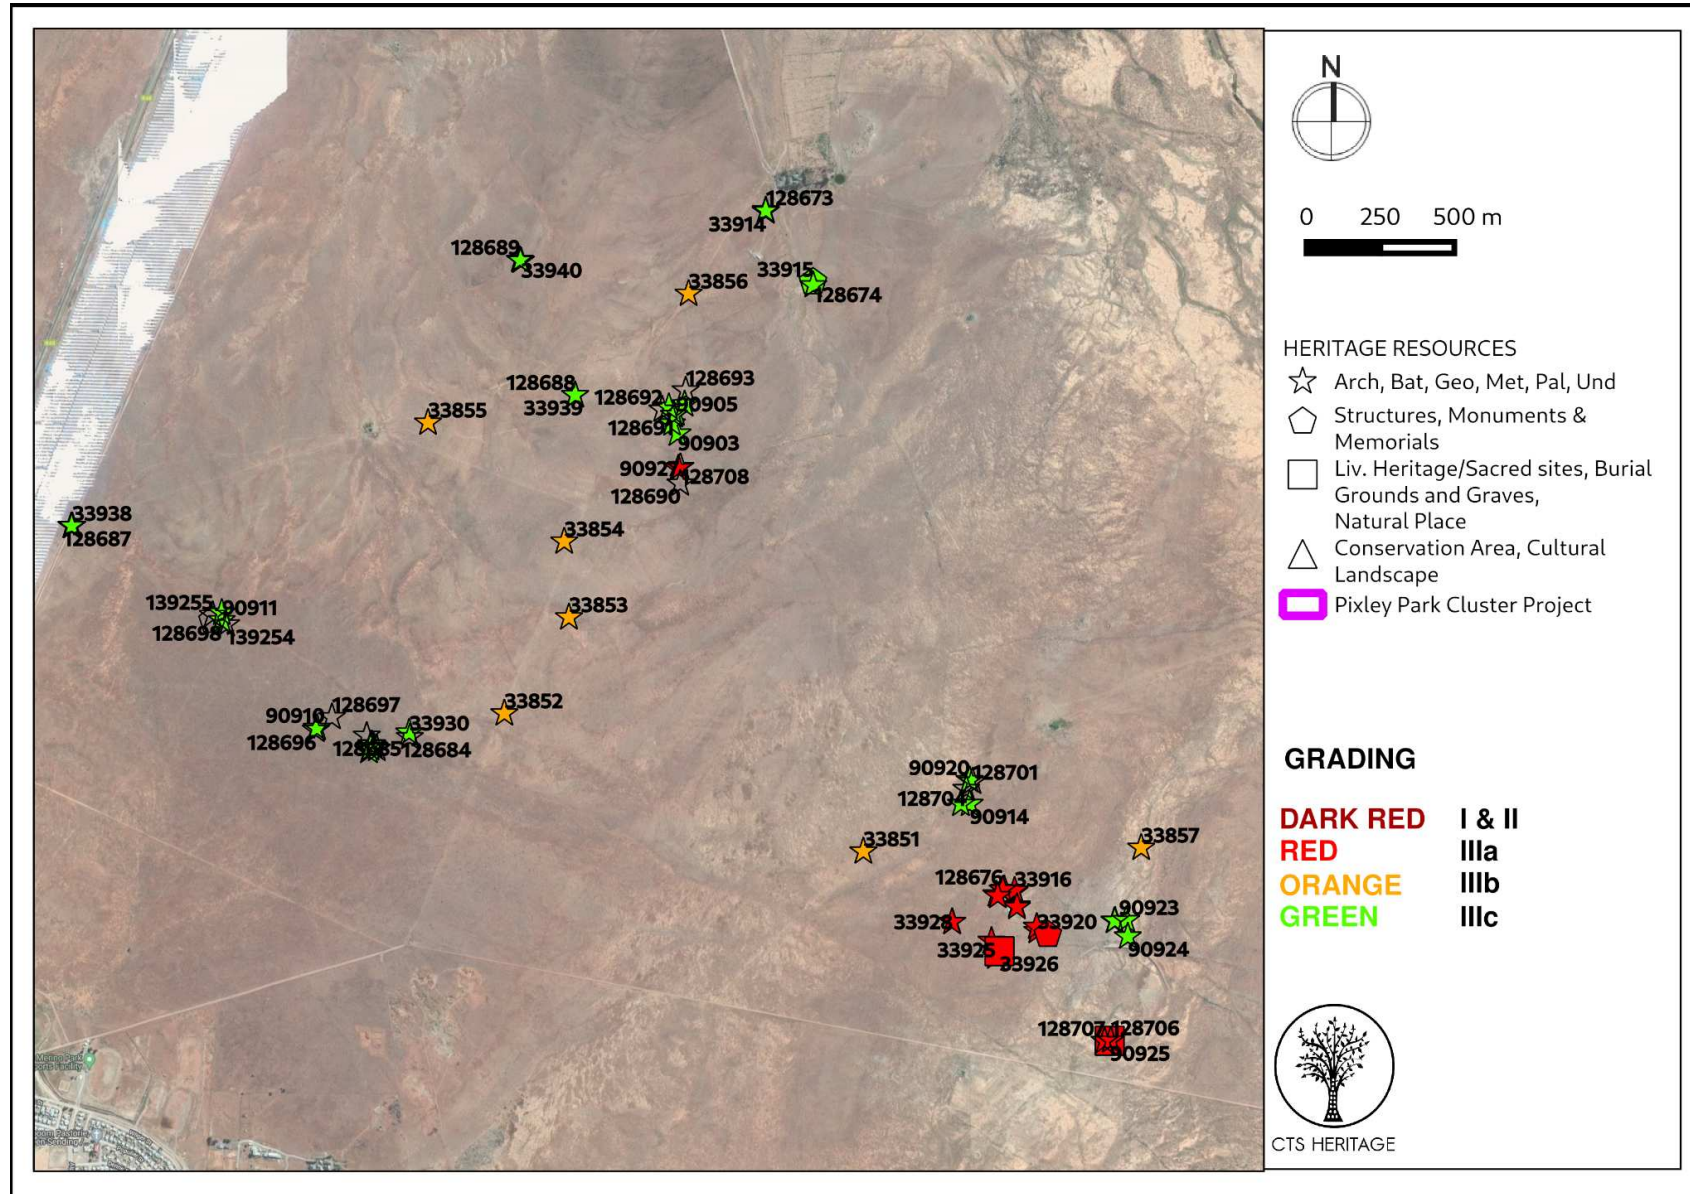 N
0 250 500 m
HERITAGE RESOURCES
Arch, Bat, Geo, Met, Pal, Und
Structures, Monuments &
Memorials
Liv. Heritage/Sacred sites, Burial
Grounds and Graves,
Natural Place
Conservation Area, Cultural
Landscape
Pixley Park Cluster Project
GRADING
DARK RED I & II
RED IIIa
ORANGE IIIb
GREEN IIIc
CTS HERITAGE
128673
33914
128689
33940
33915
128674
33856
128693
128688
33939
128692
90905
33855
90903
128708
128690
33938
128687
33854
139255
90911
128698
139254
33853
33852
128697
90910
128696
33930
128684
90920
128701
128704
90914
33851
33857
128676
33916
33928
33920
90923
90924
33925
33926
128707
128706
90925